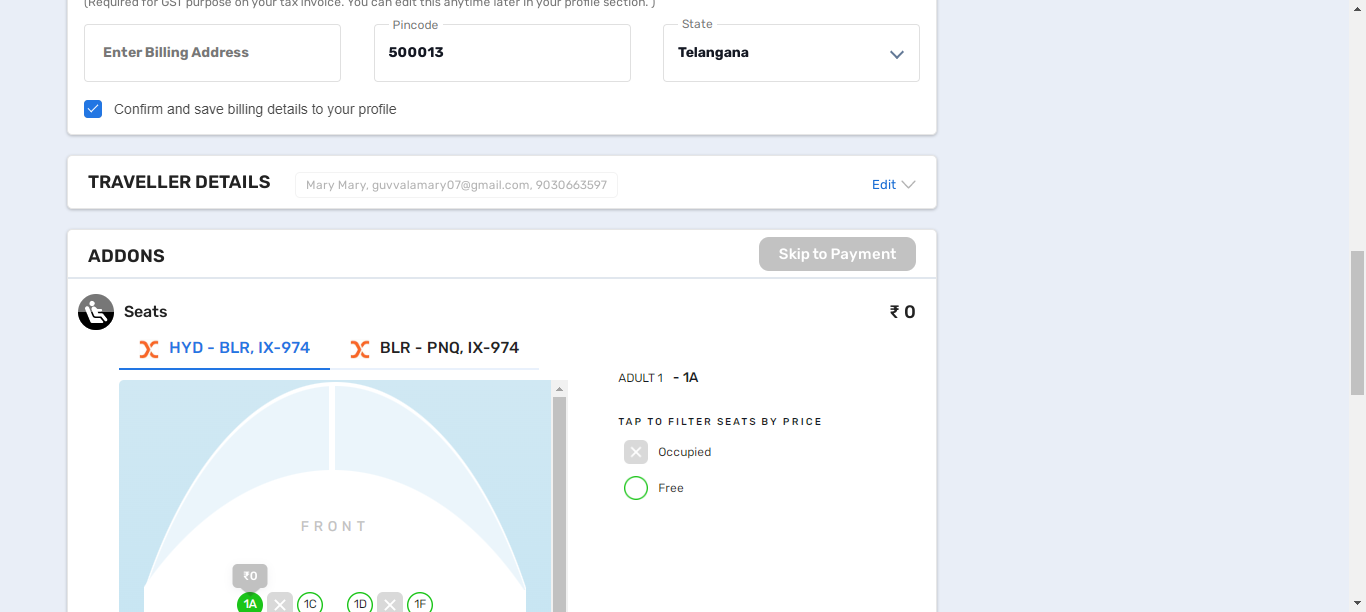 (Required for GST purpose on your tax invoice. You can edit this anytime later in your profile section. )
Enter Billing Address
Pincode
500013
State
Telangana
Confirm and save billing details to your profile
TRAVELLER DETAILS
Mary Mary, guvvalamary07@gmail.com, 9030663597
Edit
ADDONS
Skip to Payment
Seats
₹ 0
HYD - BLR, IX-974
BLR - PNQ, IX-974
ADULT 1 - 1A
TAP TO FILTER SEATS BY PRICE
Occupied
Free
FRONT
₹0
1A 1C 1D 1F